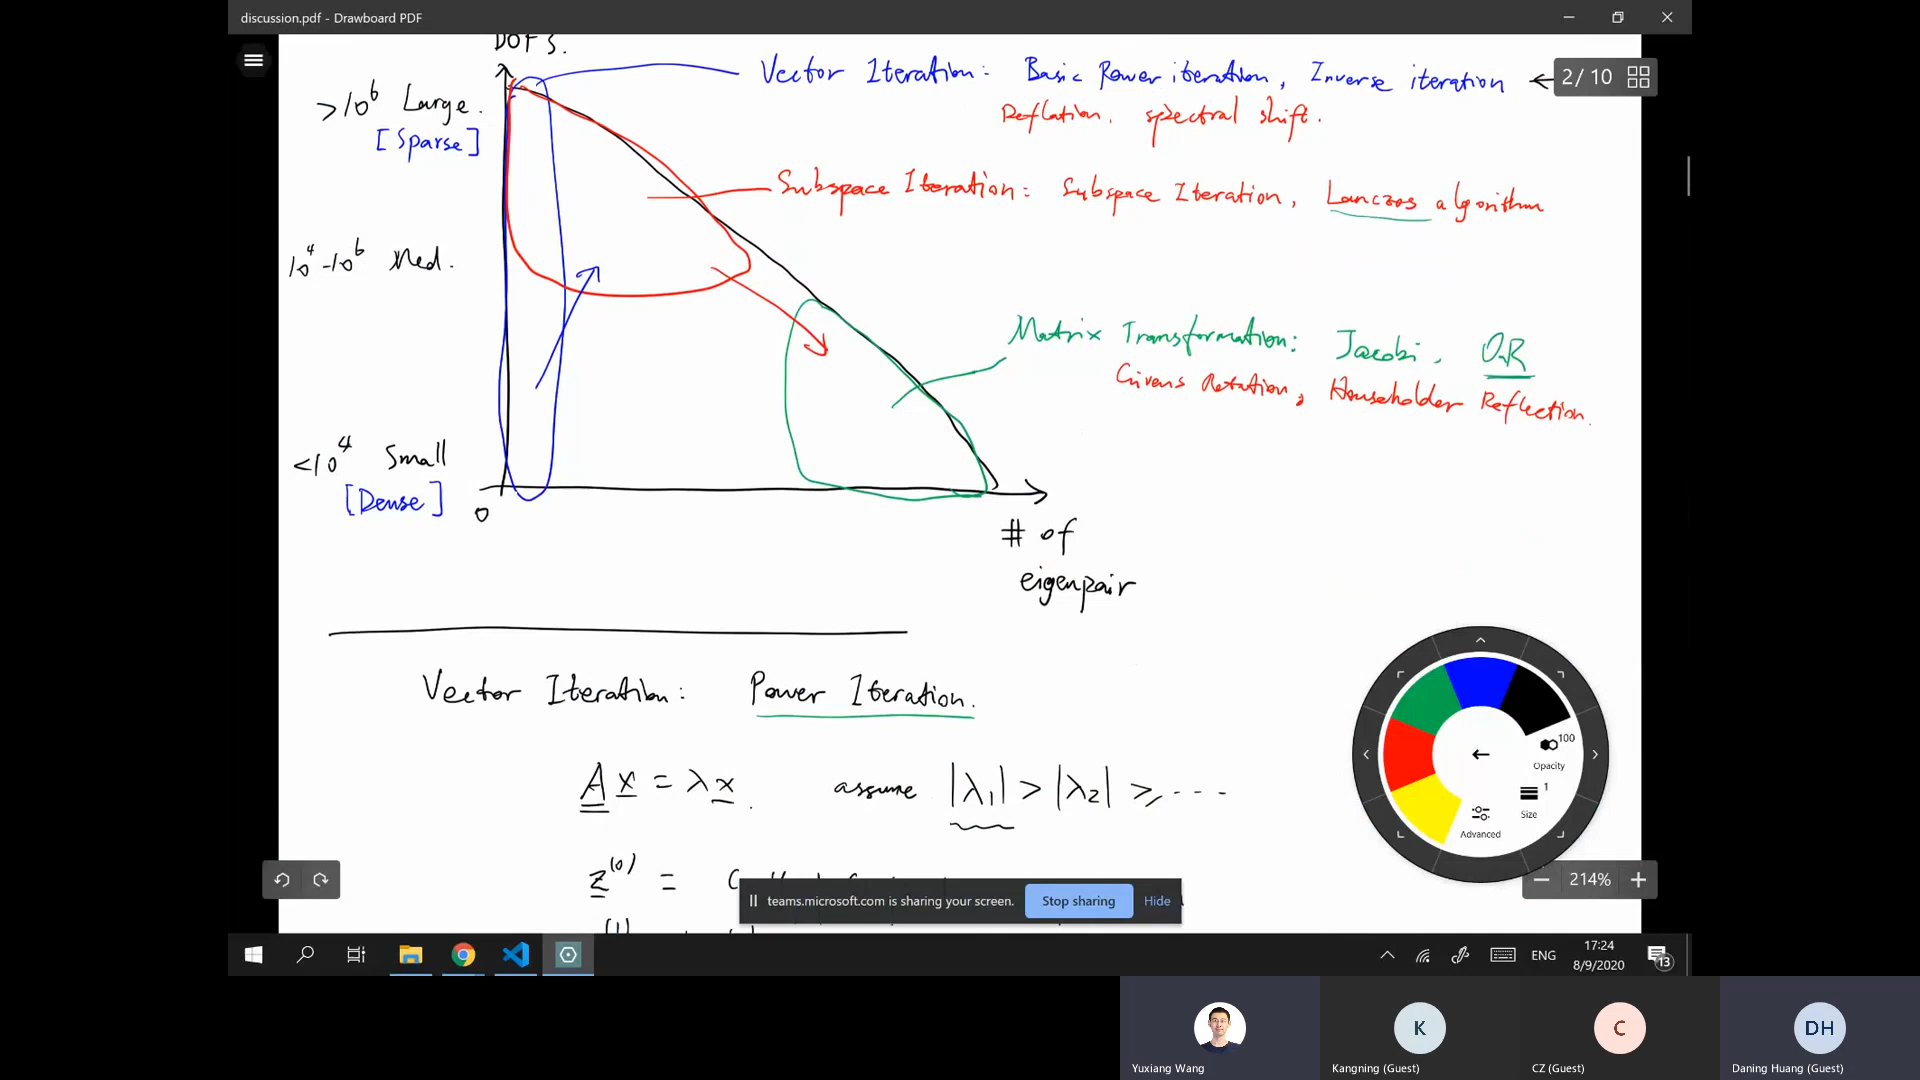 discussion.pdf - Drawboard PDF
DOFs.
Vector Iteration: Basic Power iteration, Inverse iteration
2/ 10
Deflation. spectral shift.
>10^6 Large.
[Sparse]
Subspace Iteration: Subspace Iteration, Lanczos algorithm
10^4-10^6 Med.
Matrix Transformation: Jacobi, QR
Givens Rotation, Householder Reflection.
<10^4 Small
[Dense]
0
# of
eigenpair
Vector Iteration: Power Iteration.
A x = λ x. assume |λ1| > |λ2| ≥, ----
z^(0) =
100
Opacity
1
Size
Advanced
214%
teams.microsoft.com is sharing your screen. Stop sharing Hide
ENG
17:24
8/9/2020
13
K C DH
Yuxiang Wang Kangning (Guest) CZ (Guest) Daning Huang (Guest)